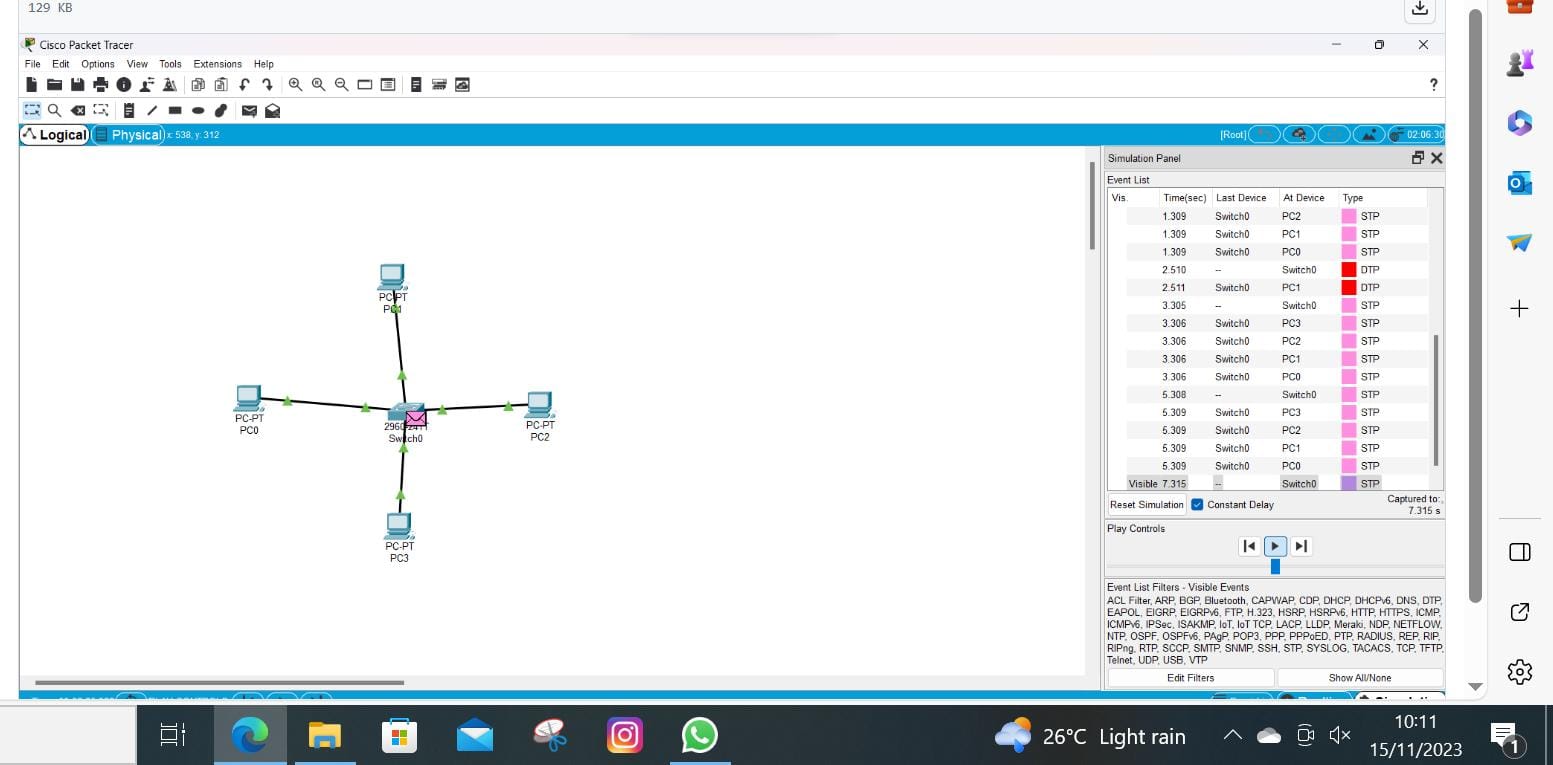 129 KB
Cisco Packet Tracer
File Edit Options View Tools Extensions Help
?
Logical Physical x: 538, y: 312 [Root] 02:06:30
Simulation Panel
Event List
Vis. Time(sec) Last Device At Device Type
1.309 Switch0 PC2 STP
1.309 Switch0 PC1 STP
1.309 Switch0 PC0 STP
2.510 -- Switch0 DTP
2.511 Switch0 PC1 DTP
3.305 -- Switch0 STP
3.306 Switch0 PC3 STP
3.306 Switch0 PC2 STP
3.306 Switch0 PC1 STP
3.306 Switch0 PC0 STP
5.308 -- Switch0 STP
5.309 Switch0 PC3 STP
5.309 Switch0 PC2 STP
5.309 Switch0 PC1 STP
5.309 Switch0 PC0 STP
Visible 7.315 -- Switch0 STP
Reset Simulation Constant Delay Captured to:
7.315 s
Play Controls
Event List Filters - Visible Events
ACL Filter, ARP, BGP, Bluetooth, CAPWAP, CDP, DHCP, DHCPv6, DNS, DTP,
EAPOL, EIGRP, EIGRPv6, FTP, H.323, HSRP, HSRPv6, HTTP, HTTPS, ICMP,
ICMPv6, IPSec, ISAKMP, IoT, IoT TCP, LACP, LLDP, Meraki, NDP, NETFLOW,
NTP, OSPF, OSPFv6, PAgP, POP3, PPP, PPPoED, PTP, RADIUS, REP, RIP,
RIPng, RTP, SCCP, SMTP, SNMP, SSH, STP, SYSLOG, TACACS, TCP, TFTP,
Telnet, UDP, USB, VTP
Edit Filters Show All/None
PC-PT
PC1
PC-PT
PC0
2960-24TT
Switch0
PC-PT
PC2
PC-PT
PC3
26°C Light rain
10:11
15/11/2023
1